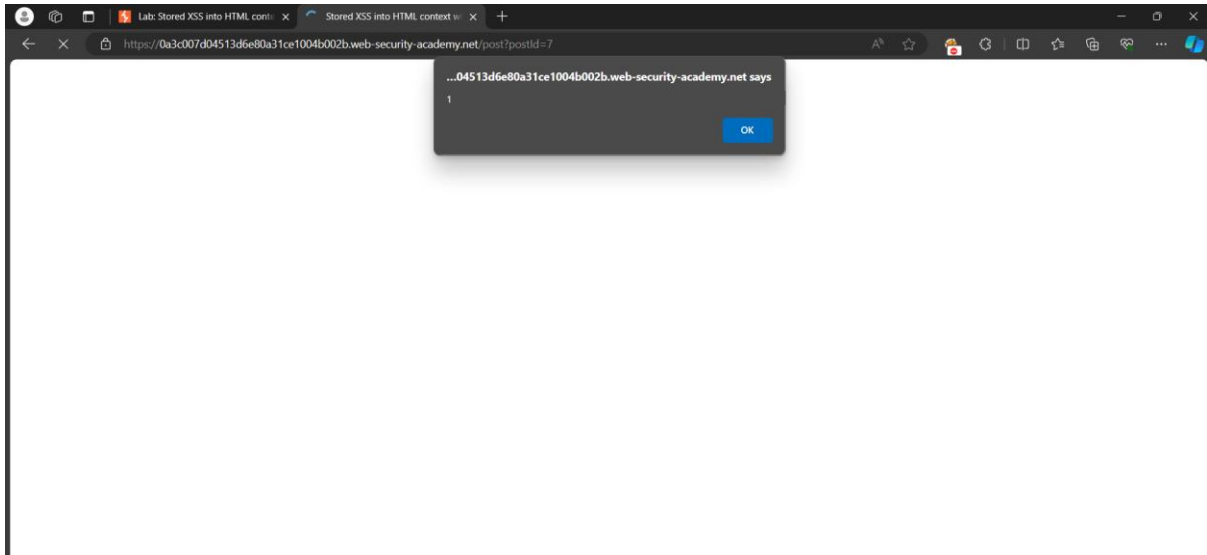 Lab: Stored XSS into HTML conte
Stored XSS into HTML context w
https://0a3c007d04513d6e80a31ce1004b002b.web-security-academy.net/post?postId=7
...04513d6e80a31ce1004b002b.web-security-academy.net says
1
OK